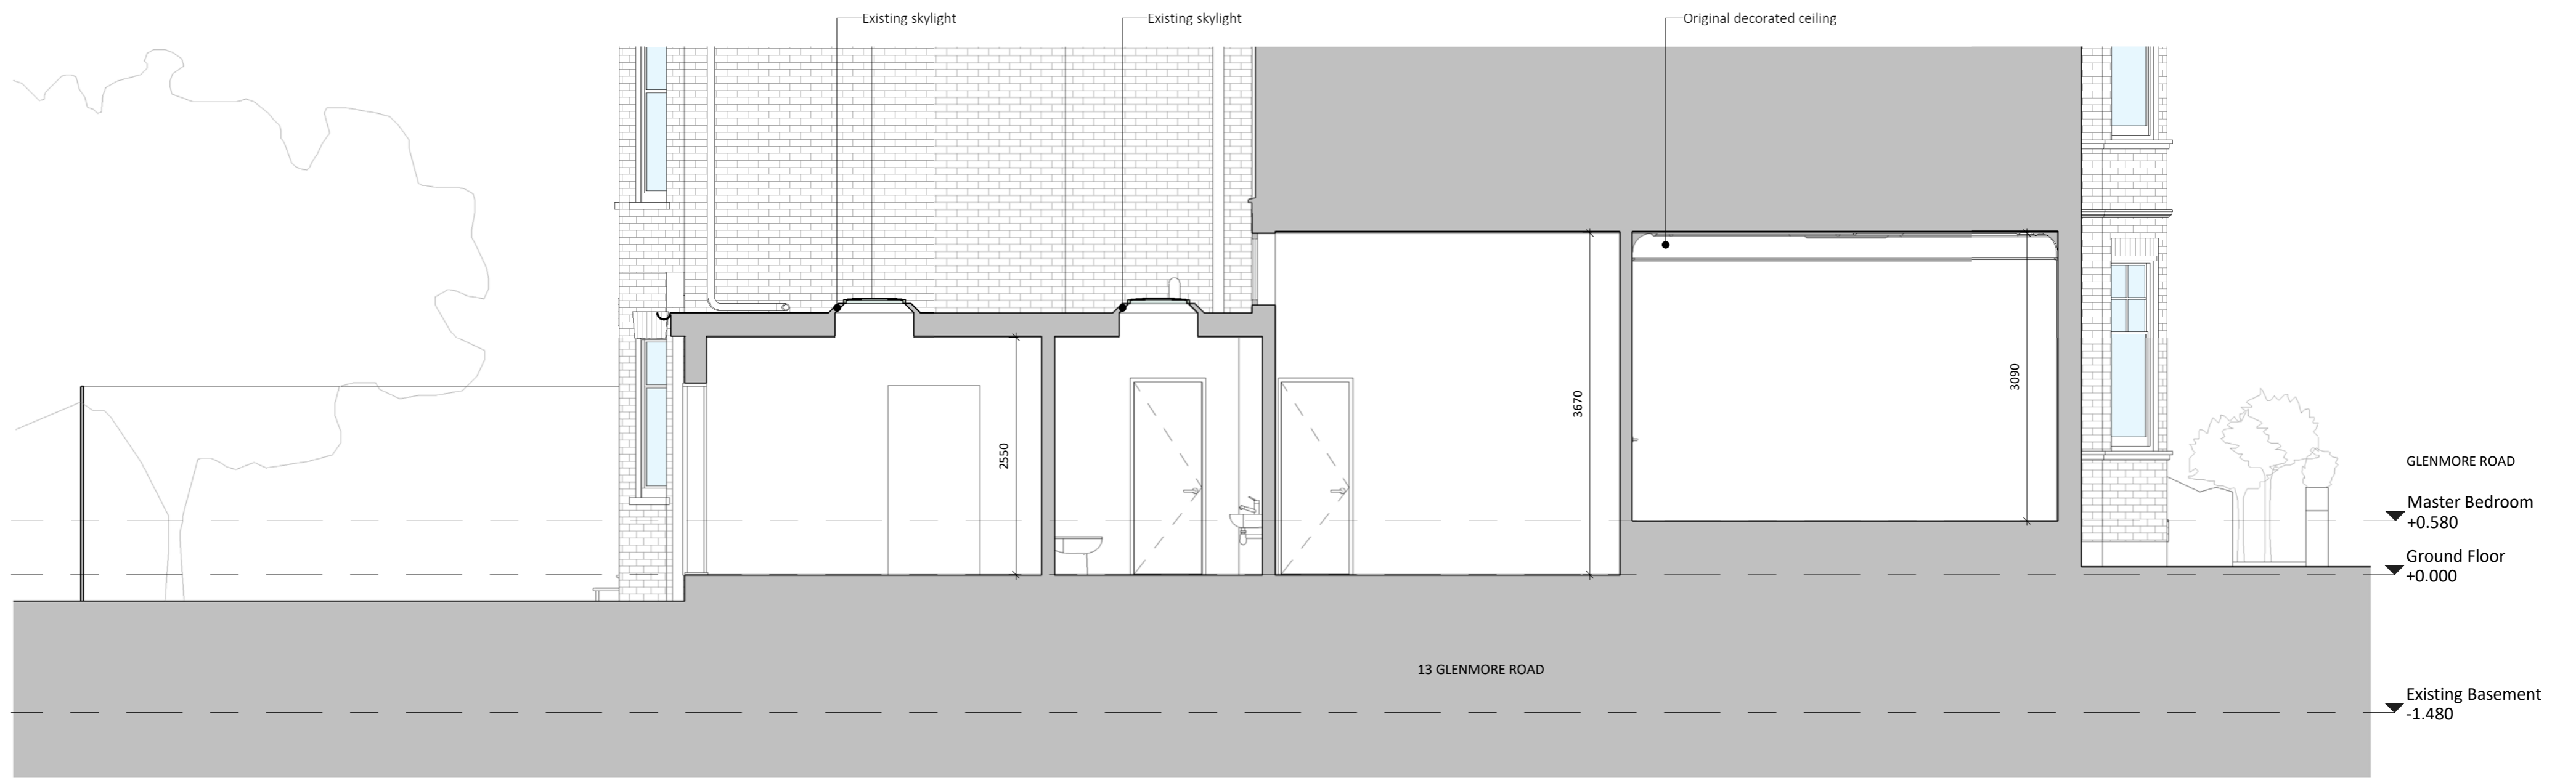 Existing skylight
Existing skylight
Original decorated ceiling
2550
3670
3090
GLENMORE ROAD
Master Bedroom
+0.580
Ground Floor
+0.000
13 GLENMORE ROAD
Existing Basement
-1.480